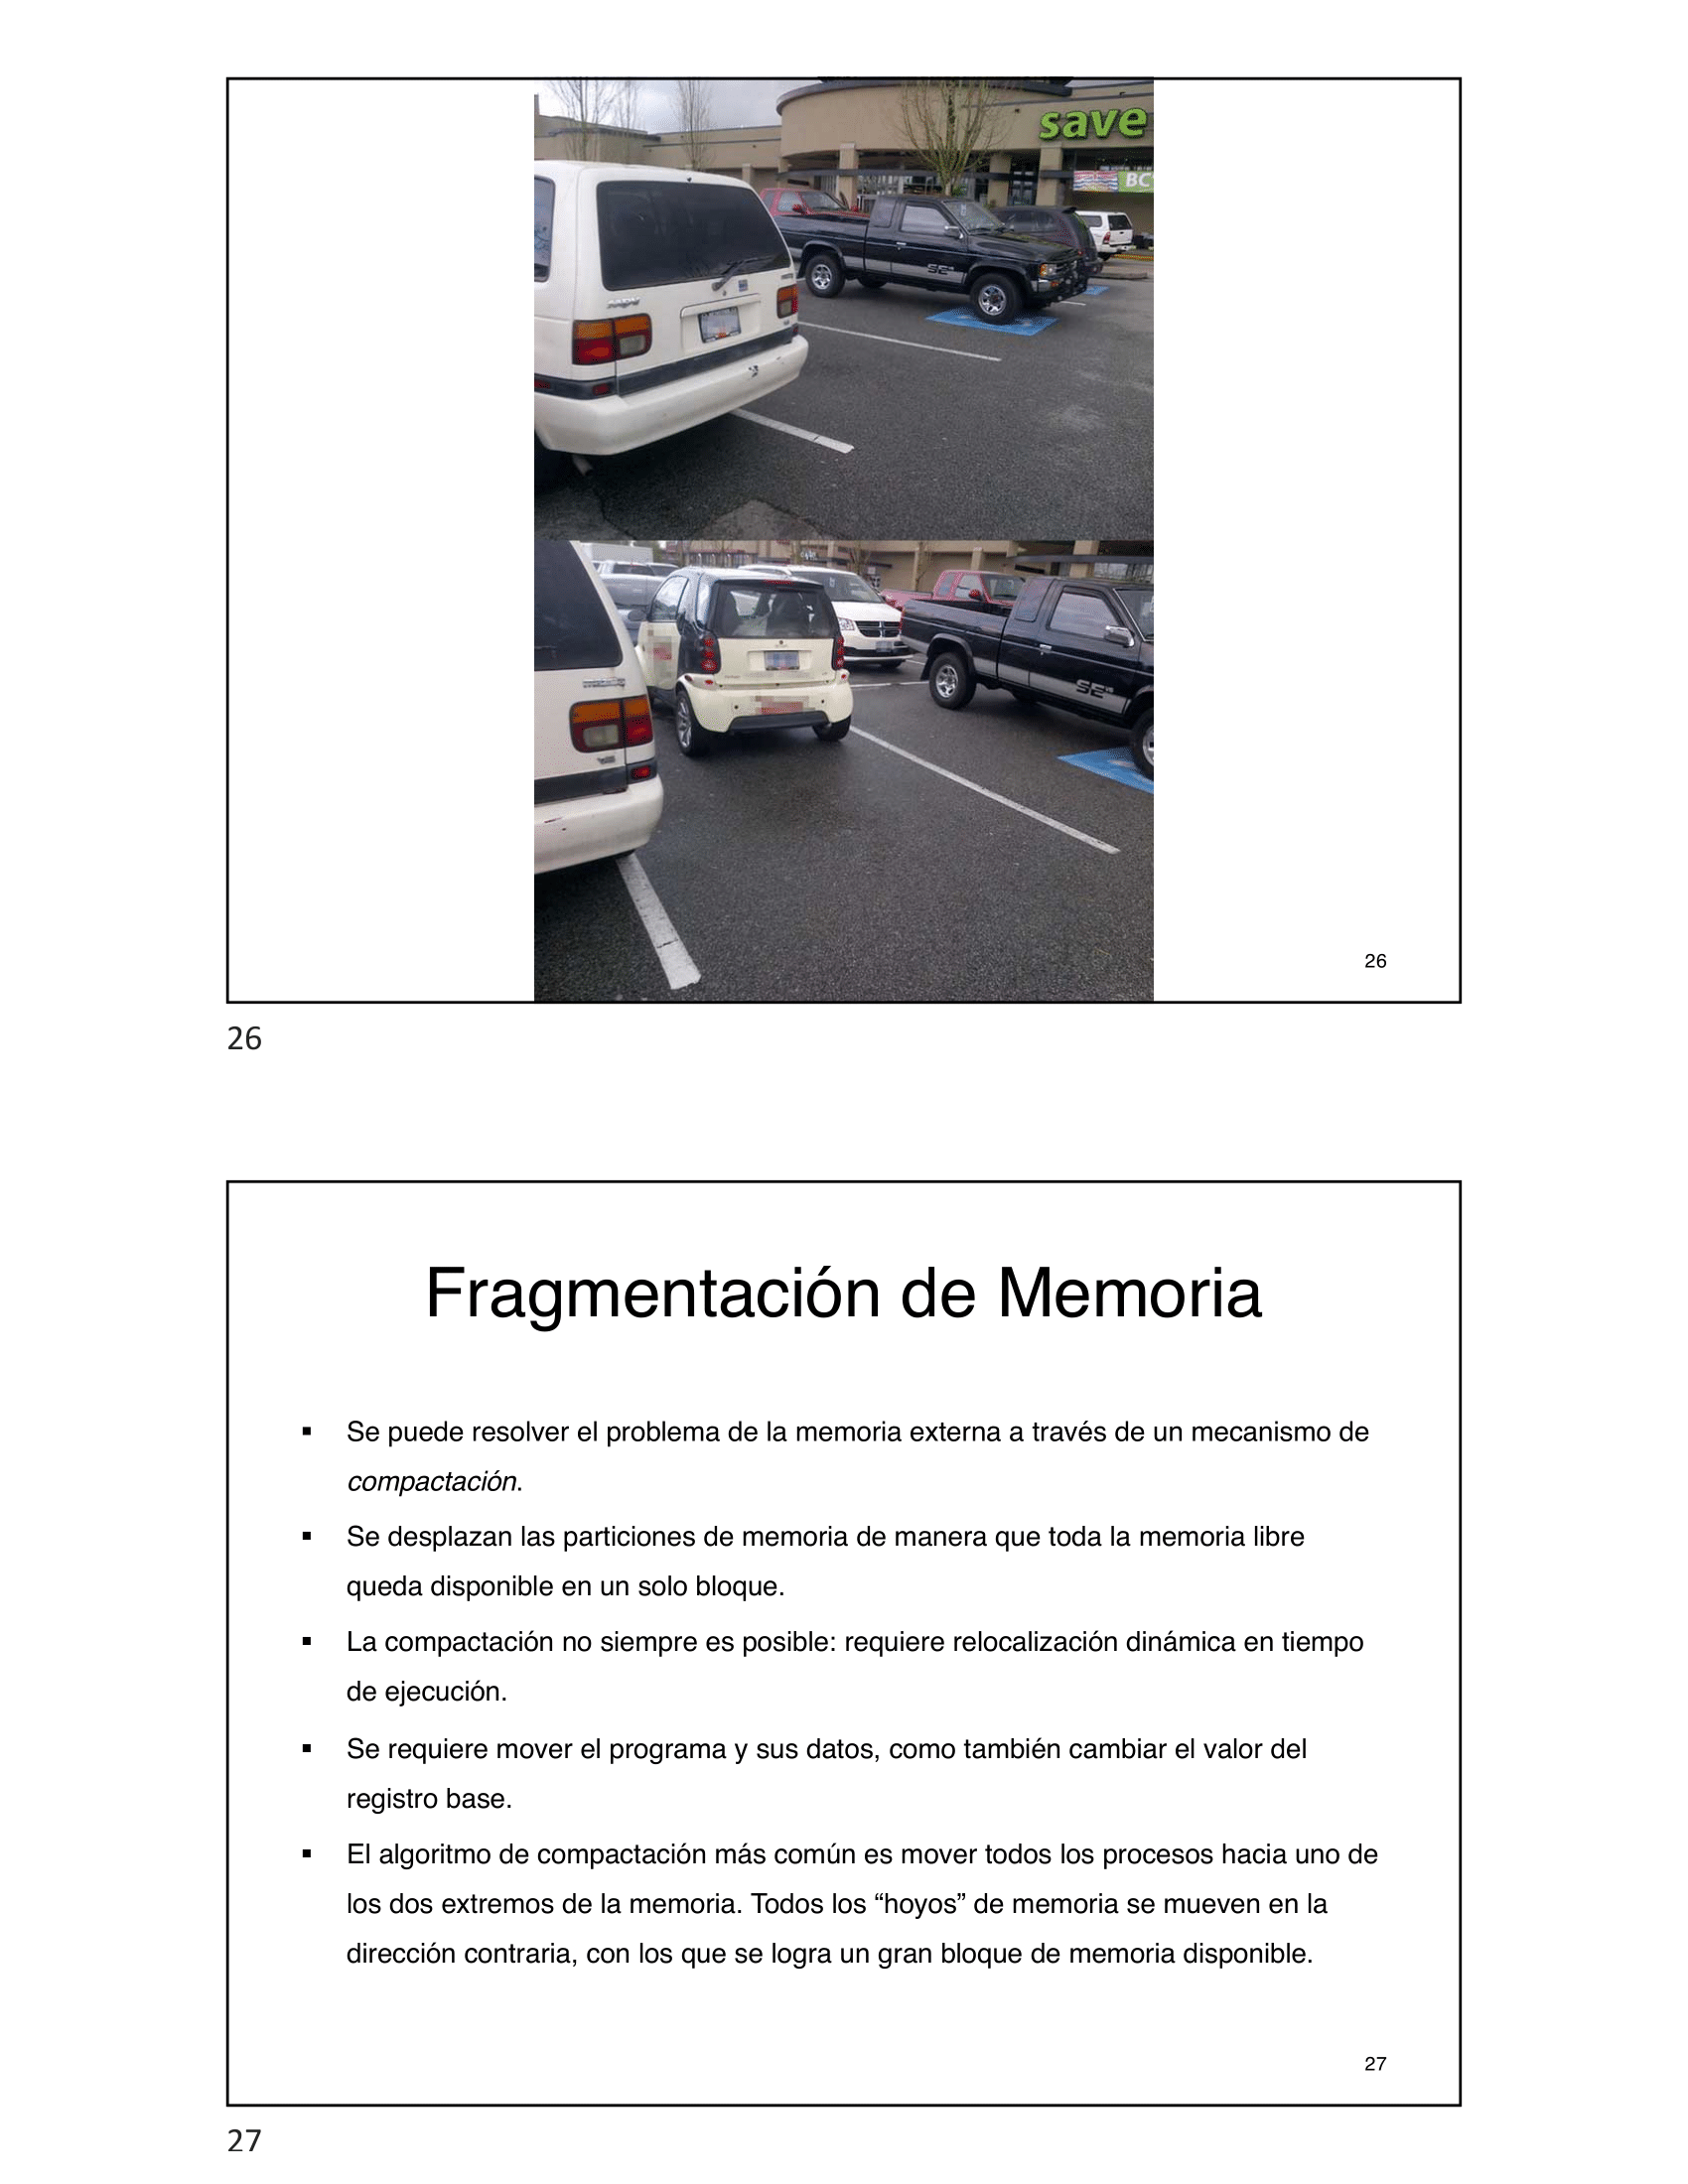 save
BC
SE
MPV
SE
26
26
Fragmentación de Memoria
▪ Se puede resolver el problema de la memoria externa a través de un mecanismo de
compactación.
▪ Se desplazan las particiones de memoria de manera que toda la memoria libre
queda disponible en un solo bloque.
▪ La compactación no siempre es posible: requiere relocalización dinámica en tiempo
de ejecución.
▪ Se requiere mover el programa y sus datos, como también cambiar el valor del
registro base.
▪ El algoritmo de compactación más común es mover todos los procesos hacia uno de
los dos extremos de la memoria. Todos los “hoyos” de memoria se mueven en la
dirección contraria, con los que se logra un gran bloque de memoria disponible.
27
27